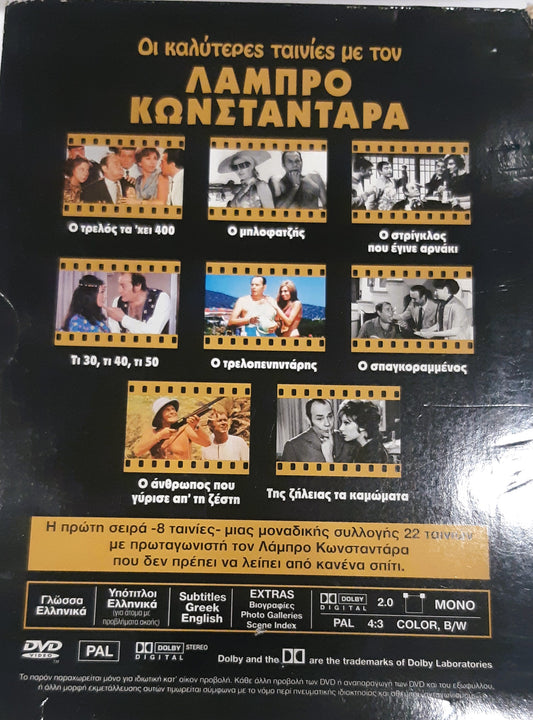 Οι καλύτερες ταινίες με τον
ΛΑΜΠΡΟ
ΚΩΝΣΤΑΝΤΑΡΑ
Ο τρελός τα 'χει 400
Ο μπλοφατζής
Ο στρίγκλος
που έγινε αρνάκι
Τι 30, τι 40, τι 50
Ο τρελοπενηντάρης
Ο σπαγκοραμμένος
Ο άνθρωπος που
γύρισε απ' τη ζέστη
Της ζήλειας τα καμώματα
Η πρώτη σειρά -8 ταινίες- μιας μοναδικής συλλογής 22 ταινιών
με πρωταγωνιστή τον Λάμπρο Κωνσταντάρα
που δεν πρέπει να λείπει από κανένα σπίτι.
Γλώσσα
Ελληνικά
Υπότιτλοι
Ελληνικά
(για άτομα με
προβλήματα ακοής)
Subtitles
Greek
English
EXTRAS
Βιογραφίες
Photo Galleries
Scene Index
DOLBY
DIGITAL
2.0
MONO
PAL 4:3 COLOR, B/W
DVD
VIDEO
PAL
DOLBY STEREO
DIGITAL
Dolby and the are the trademarks of Dolby Laboratories
Το παρόν παραχωρείται μόνο για ιδιωτική κατ' οίκον προβολή. Κάθε άλλη προβολή του DVD ή αναπαραγωγή των DVD και του εξωφύλλου,
ή άλλη μορφή εκμετάλλευσης αυτών τιμωρείται σύμφωνα με το νόμο περί πνευματικής ιδιοκτησίας και αθέμιτου ανταγωνισμού.